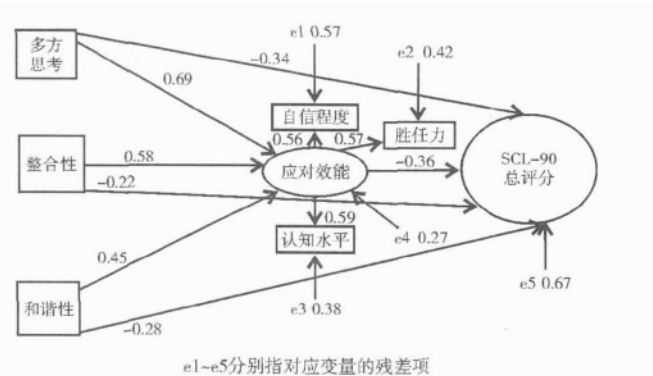 e1 0.57
多方
思考
-0.34
e2 0.42
0.69
自信程度
0.56
0.57
胜任力
整合性
0.58
应对效能
-0.36
SCL-90
总评分
-0.22
0.59
认知水平
e4 0.27
0.45
e5 0.67
和谐性
e3 0.38
-0.28
e1~e5分别指对应变量的残差项